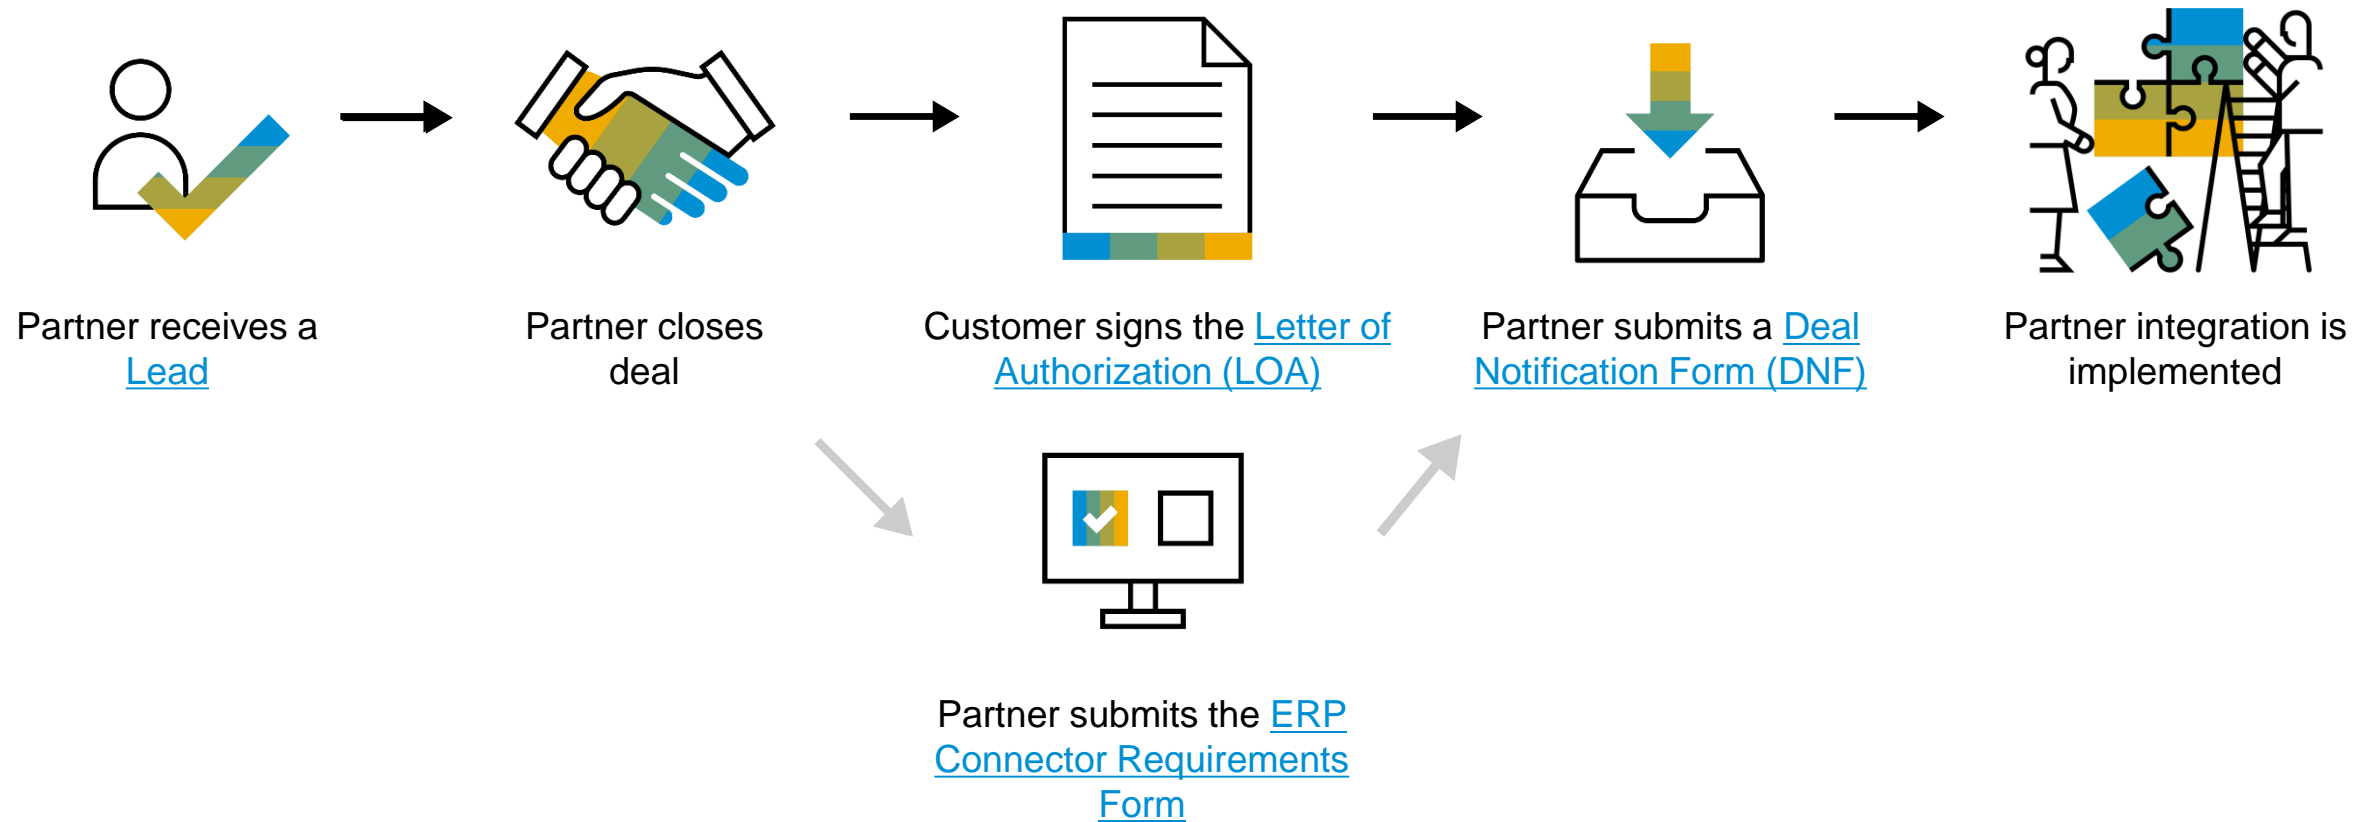 Partner receives a
Lead
Partner closes
deal
Customer signs the Letter of
Authorization (LOA)
Partner submits a Deal
Notification Form (DNF)
Partner integration is
implemented
Partner submits the ERP
Connector Requirements
Form